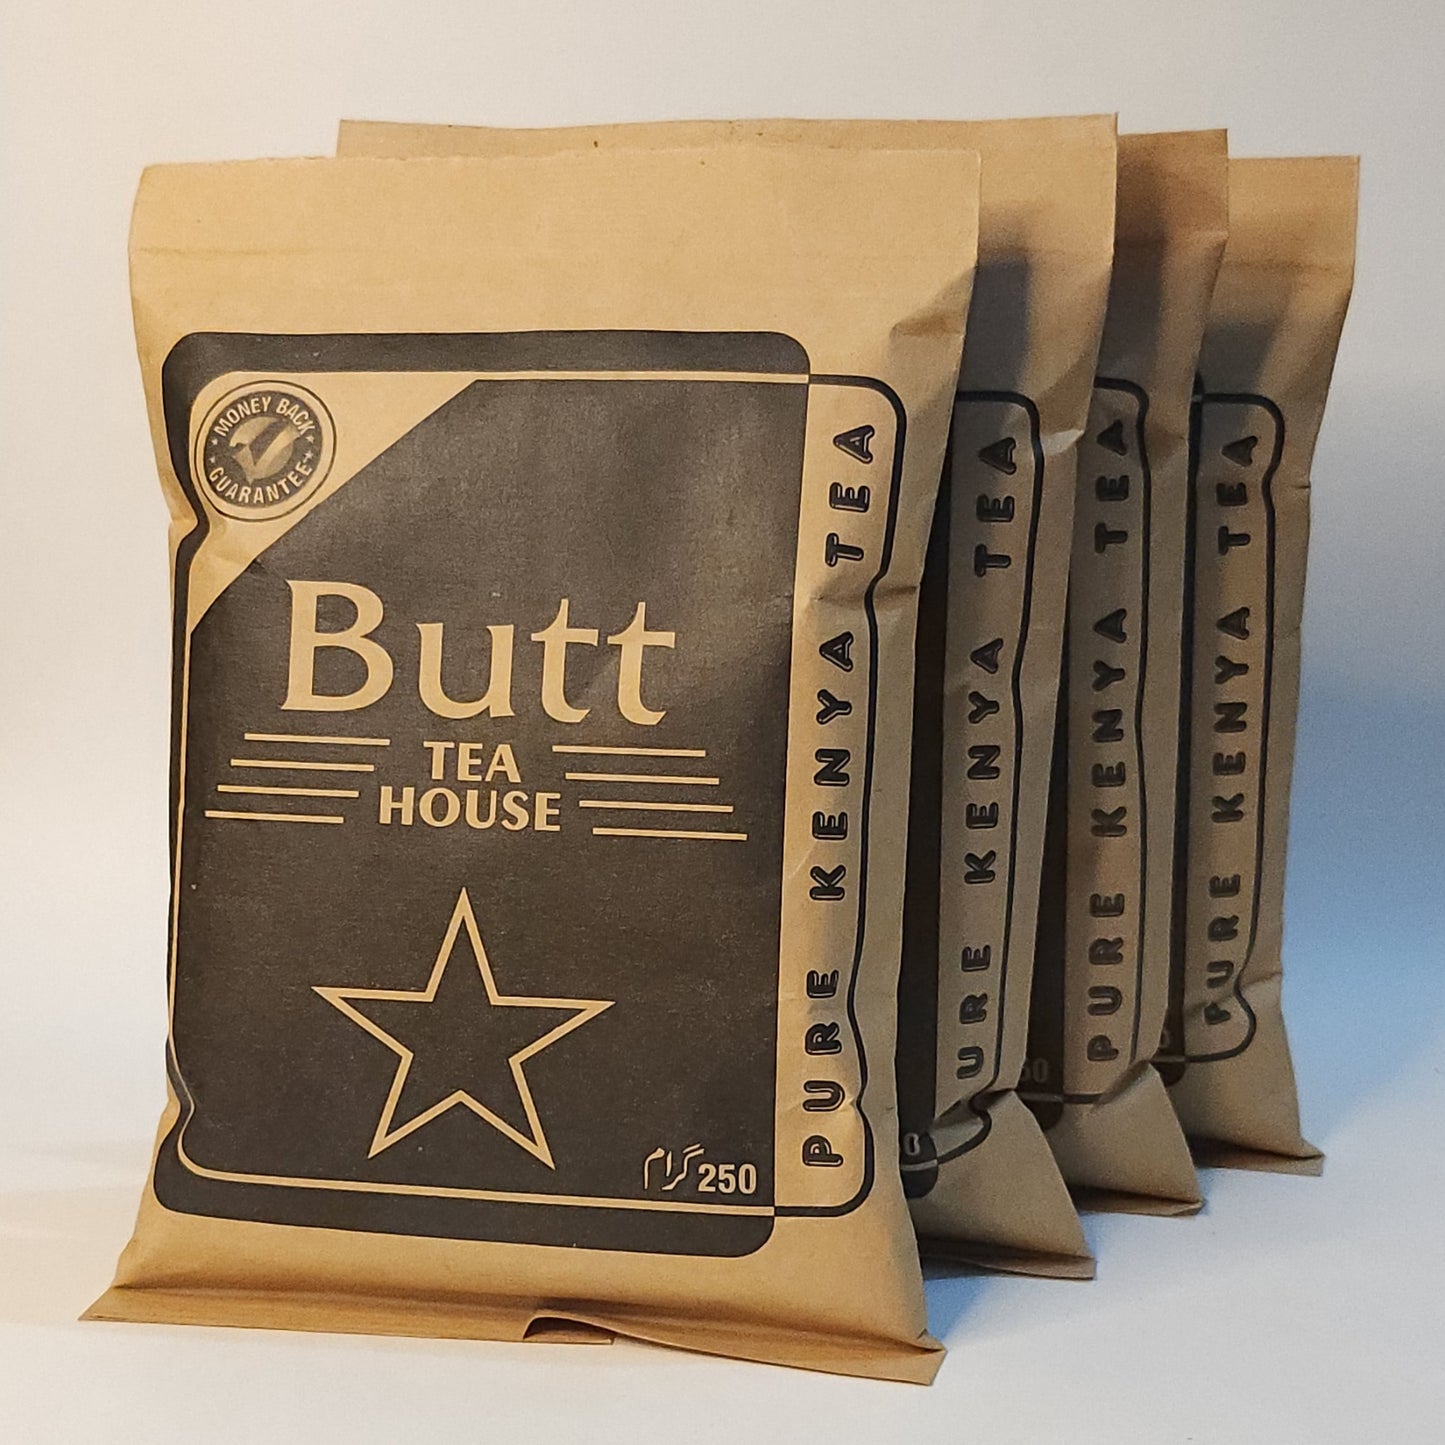 MONEY BACK
GUARANTEE
Butt
TEA
HOUSE
250 گرام
PURE KENYA TEA
PURE KENYA TEA
50
PURE KENYA TEA
PURE KENYA TEA